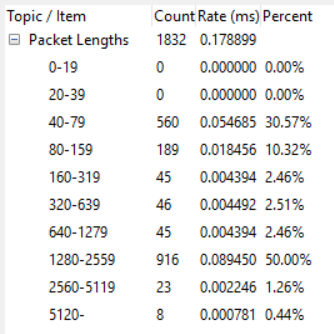 Topic / Item Count Rate (ms) Percent
Packet Lengths 1832 0.178899
0-19 0 0.000000 0.00%
20-39 0 0.000000 0.00%
40-79 560 0.054685 30.57%
80-159 189 0.018456 10.32%
160-319 45 0.004394 2.46%
320-639 46 0.004492 2.51%
640-1279 45 0.004394 2.46%
1280-2559 916 0.089450 50.00%
2560-5119 23 0.002246 1.26%
5120- 8 0.000781 0.44%